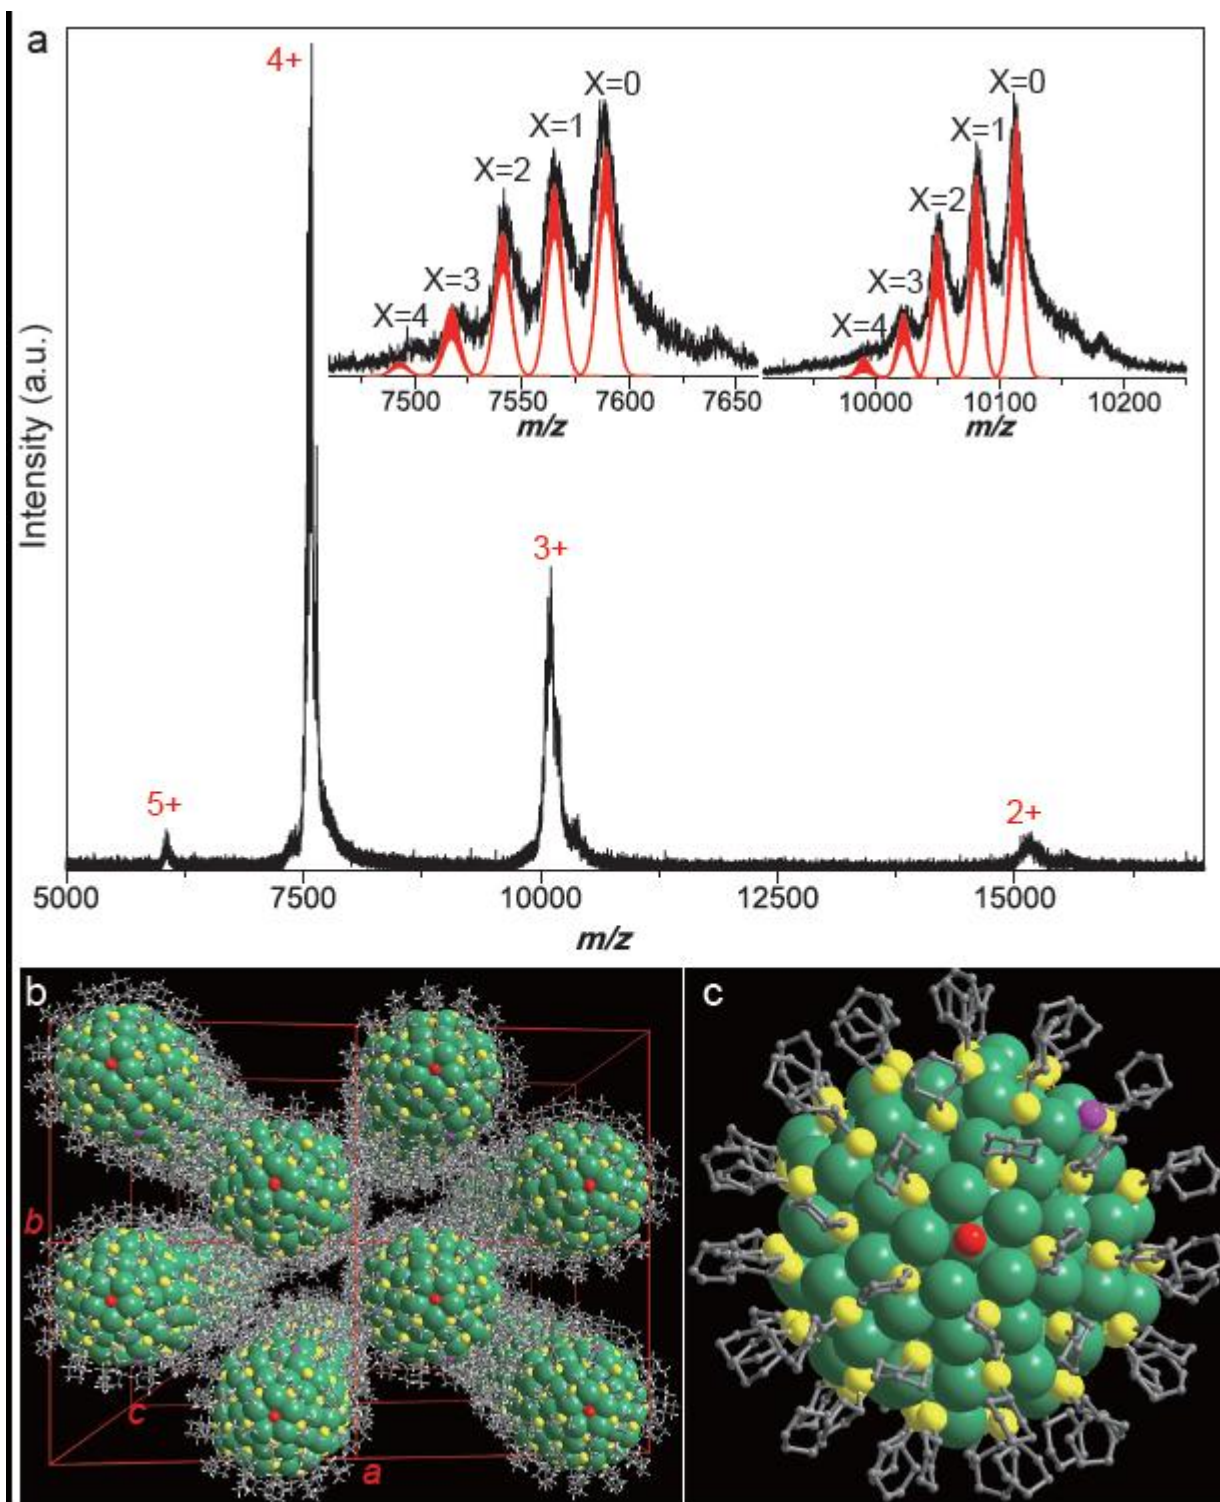 a
4+
X=0
X=1
X=2
X=3
X=4
7500 7550 7600 7650
m/z
X=0
X=1
X=2
X=3
X=4
10000 10100 10200
m/z
Intensity (a.u.)
3+
5+
2+
5000 7500 10000 12500 15000
m/z
b
b
c
a
c